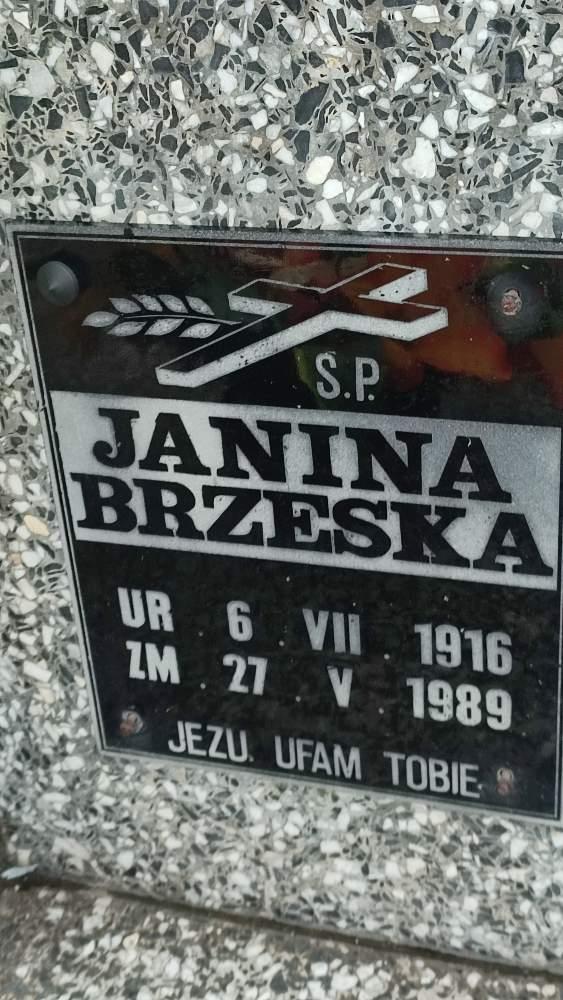 Ś.P.
JANINA
BRZESKA
UR. 6. VII. 1916
ZM. 27. V. 1989
JEZU. UFAM TOBIE